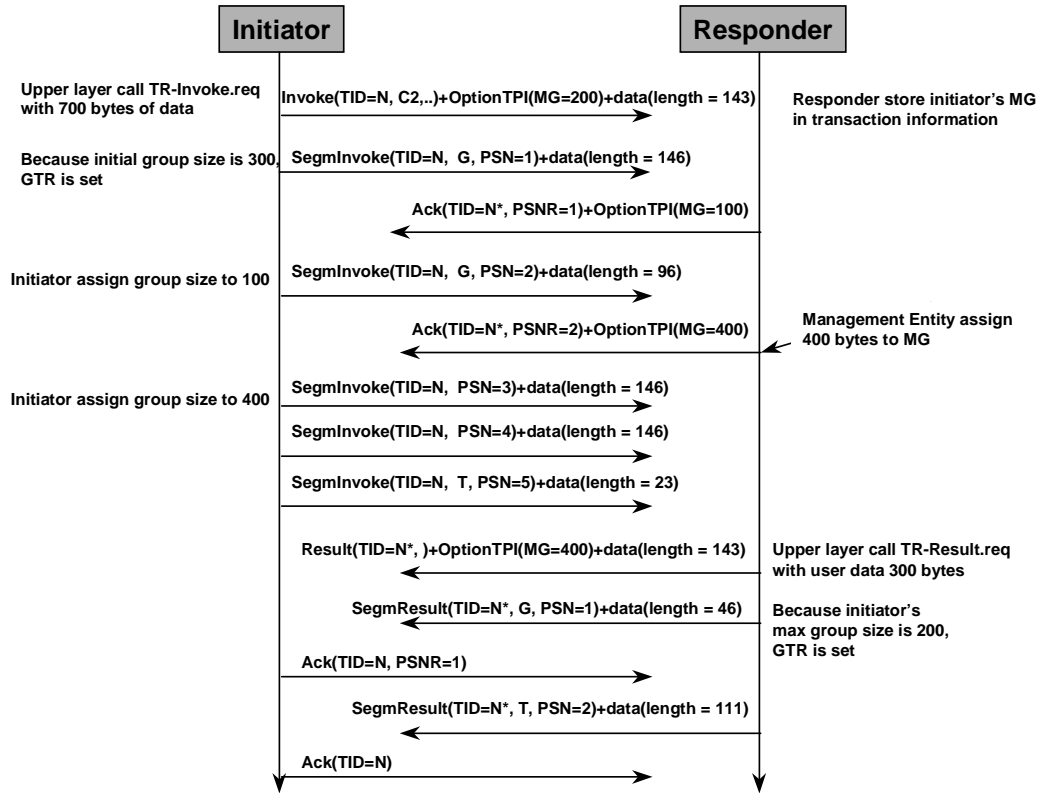 Initiator
Responder
Upper layer call TR-Invoke.req
with 700 bytes of data
Invoke(TID=N, C2,..)+OptionTPI(MG=200)+data(length = 143)
Responder store initiator's MG
in transaction information
Because initial group size is 300,
GTR is set
SegmInvoke(TID=N, G, PSN=1)+data(length = 146)
Ack(TID=N*, PSNR=1)+OptionTPI(MG=100)
Initiator assign group size to 100
SegmInvoke(TID=N, G, PSN=2)+data(length = 96)
Ack(TID=N*, PSNR=2)+OptionTPI(MG=400)
Management Entity assign
400 bytes to MG
Initiator assign group size to 400
SegmInvoke(TID=N, PSN=3)+data(length = 146)
SegmInvoke(TID=N, PSN=4)+data(length = 146)
SegmInvoke(TID=N, T, PSN=5)+data(length = 23)
Result(TID=N*, )+OptionTPI(MG=400)+data(length = 143)
Upper layer call TR-Result.req
with user data 300 bytes
SegmResult(TID=N*, G, PSN=1)+data(length = 46)
Because initiator's
max group size is 200,
GTR is set
Ack(TID=N, PSNR=1)
SegmResult(TID=N*, T, PSN=2)+data(length = 111)
Ack(TID=N)